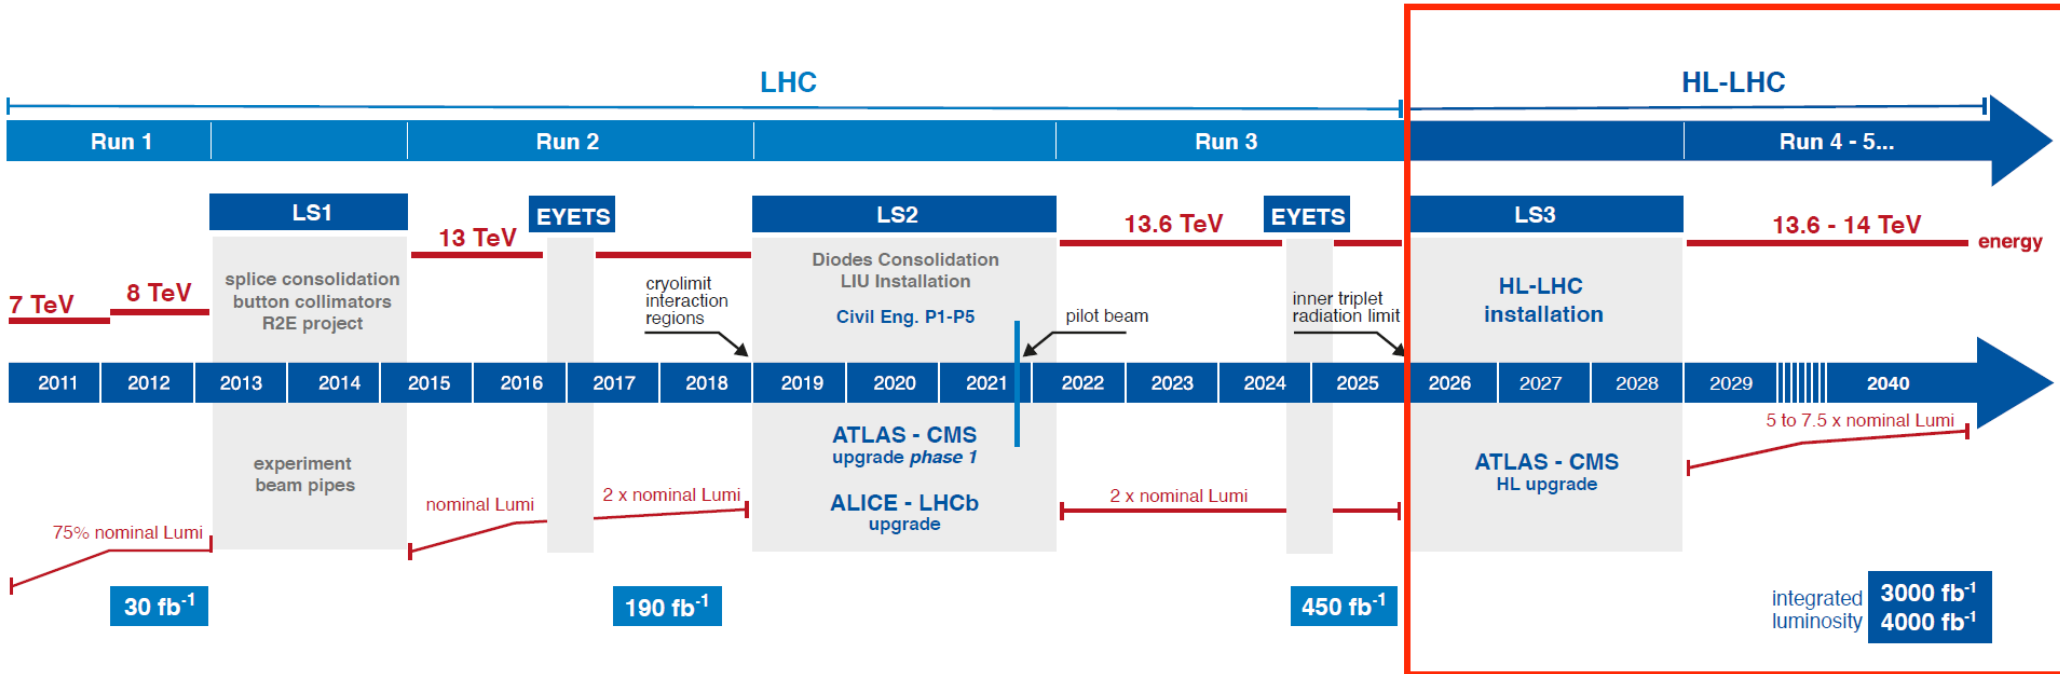 LHC
HL-LHC
Run 1
Run 2
Run 3
Run 4 - 5...
LS1
EYETS
LS2
EYETS
LS3
13 TeV
13.6 TeV
13.6 - 14 TeV
energy
7 TeV
8 TeV
splice consolidation
button collimators
R2E project
cryolimit
interaction
regions
Diodes Consolidation
LIU Installation
Civil Eng. P1-P5
pilot beam
inner triplet
radiation limit
HL-LHC
installation
2011 2012 2013 2014 2015 2016 2017 2018 2019 2020 2021 2022 2023 2024 2025 2026 2027 2028 2029 2040
experiment
beam pipes
ATLAS - CMS
upgrade phase 1
ALICE - LHCb
upgrade
ATLAS - CMS
HL upgrade
75% nominal Lumi
nominal Lumi
2 x nominal Lumi
2 x nominal Lumi
5 to 7.5 x nominal Lumi
30 fb⁻¹
190 fb⁻¹
450 fb⁻¹
integrated
luminosity
3000 fb⁻¹
4000 fb⁻¹